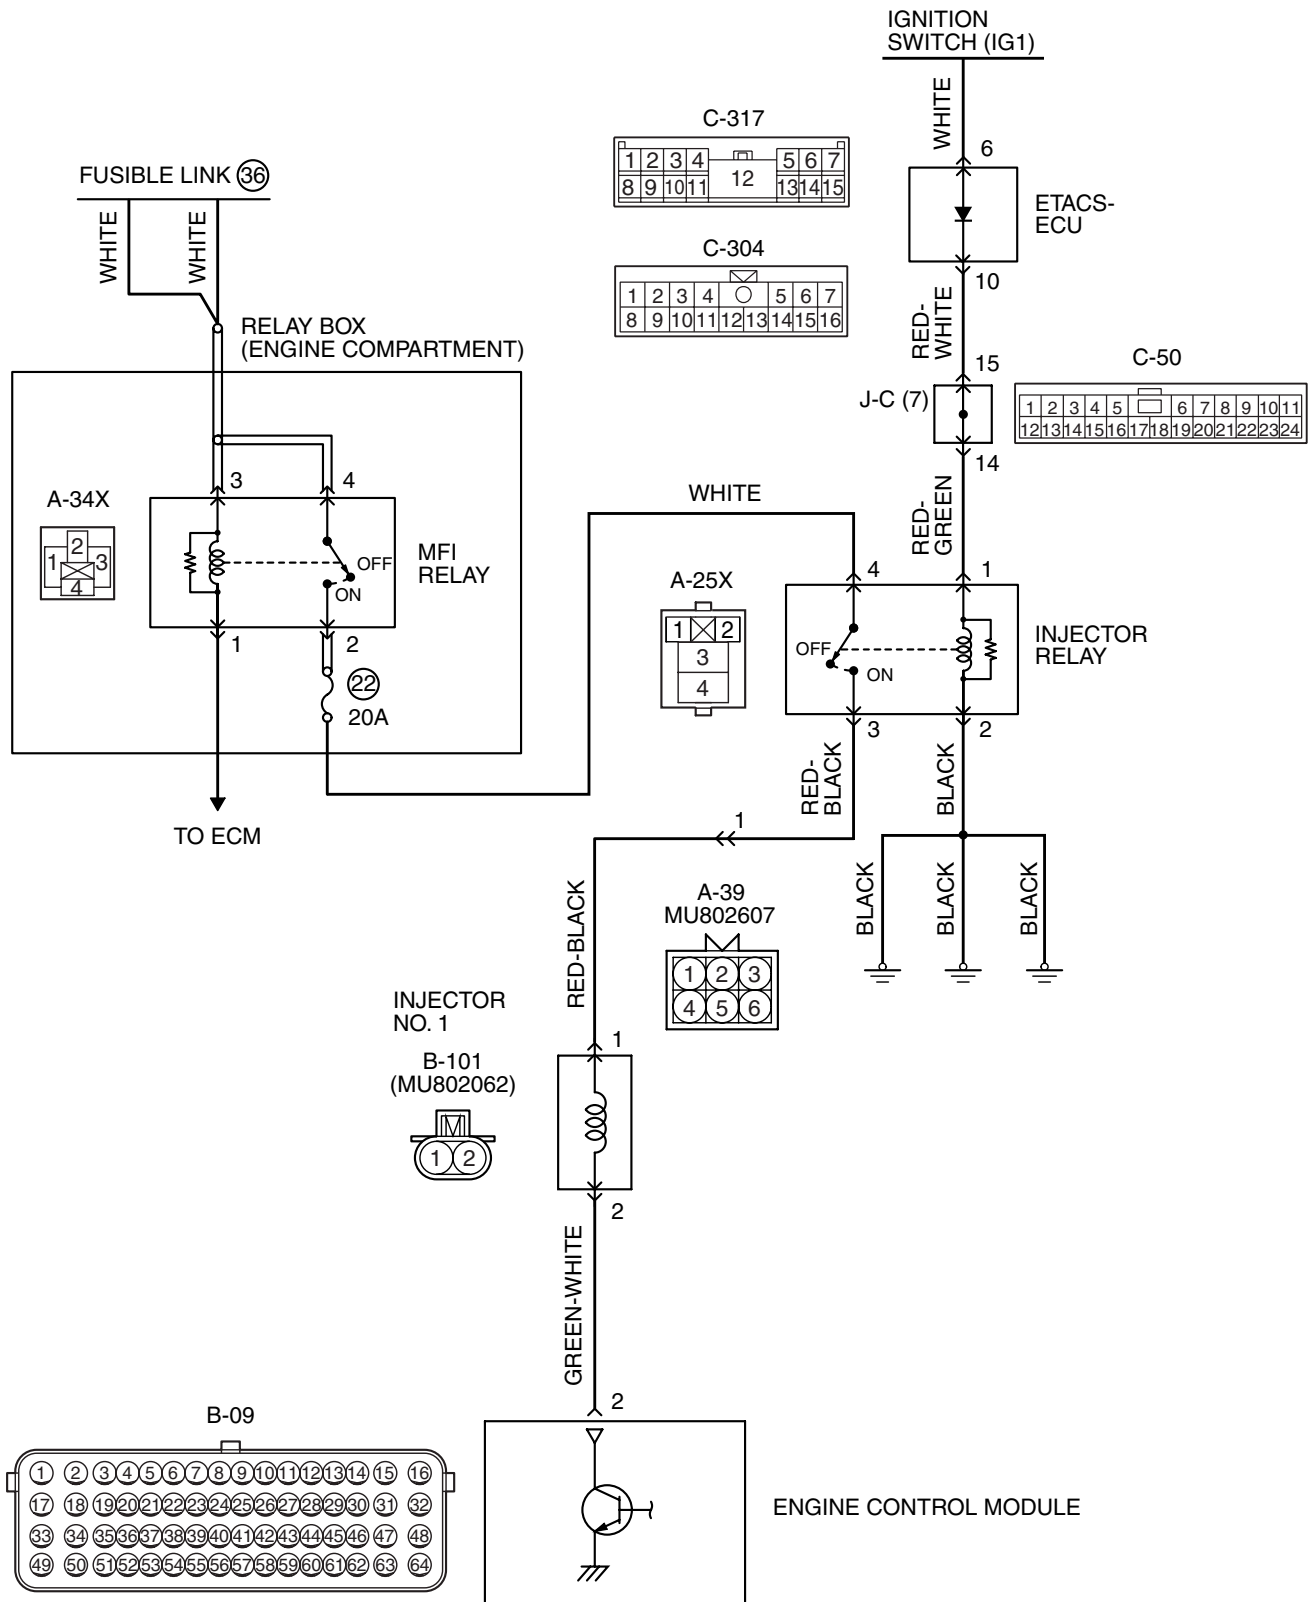 IGNITION
SWITCH (IG1)
WHITE
6
ETACS-
ECU
10
RED-
WHITE
15
J-C (7)
14
RED-
GREEN
C-317
1 2 3 4 5 6 7
8 9 10 11 12 13 14 15
C-304
1 2 3 4 5 6 7
8 9 10 11 12 13 14 15 16
C-50
1 2 3 4 5 6 7 8 9 10 11
12 13 14 15 16 17 18 19 20 21 22 23 24
FUSIBLE LINK 36
WHITE
WHITE
RELAY BOX
(ENGINE COMPARTMENT)
3
4
A-34X
2
1 3
4
OFF
ON
MFI
RELAY
1
2
22
20A
TO ECM
WHITE
A-25X
1 2
3
4
4
1
OFF
ON
INJECTOR
RELAY
3
2
RED-
BLACK
BLACK
1
BLACK
BLACK
BLACK
RED-BLACK
A-39
MU802607
1 2 3
4 5 6
INJECTOR
NO. 1
B-101
(MU802062)
1 2
1
2
GREEN-WHITE
2
B-09
1 2 3 4 5 6 7 8 9 10 11 12 13 14 15 16
17 18 19 20 21 22 23 24 25 26 27 28 29 30 31 32
33 34 35 36 37 38 39 40 41 42 43 44 45 46 47 48
49 50 51 52 53 54 55 56 57 58 59 60 61 62 63 64
ENGINE CONTROL MODULE